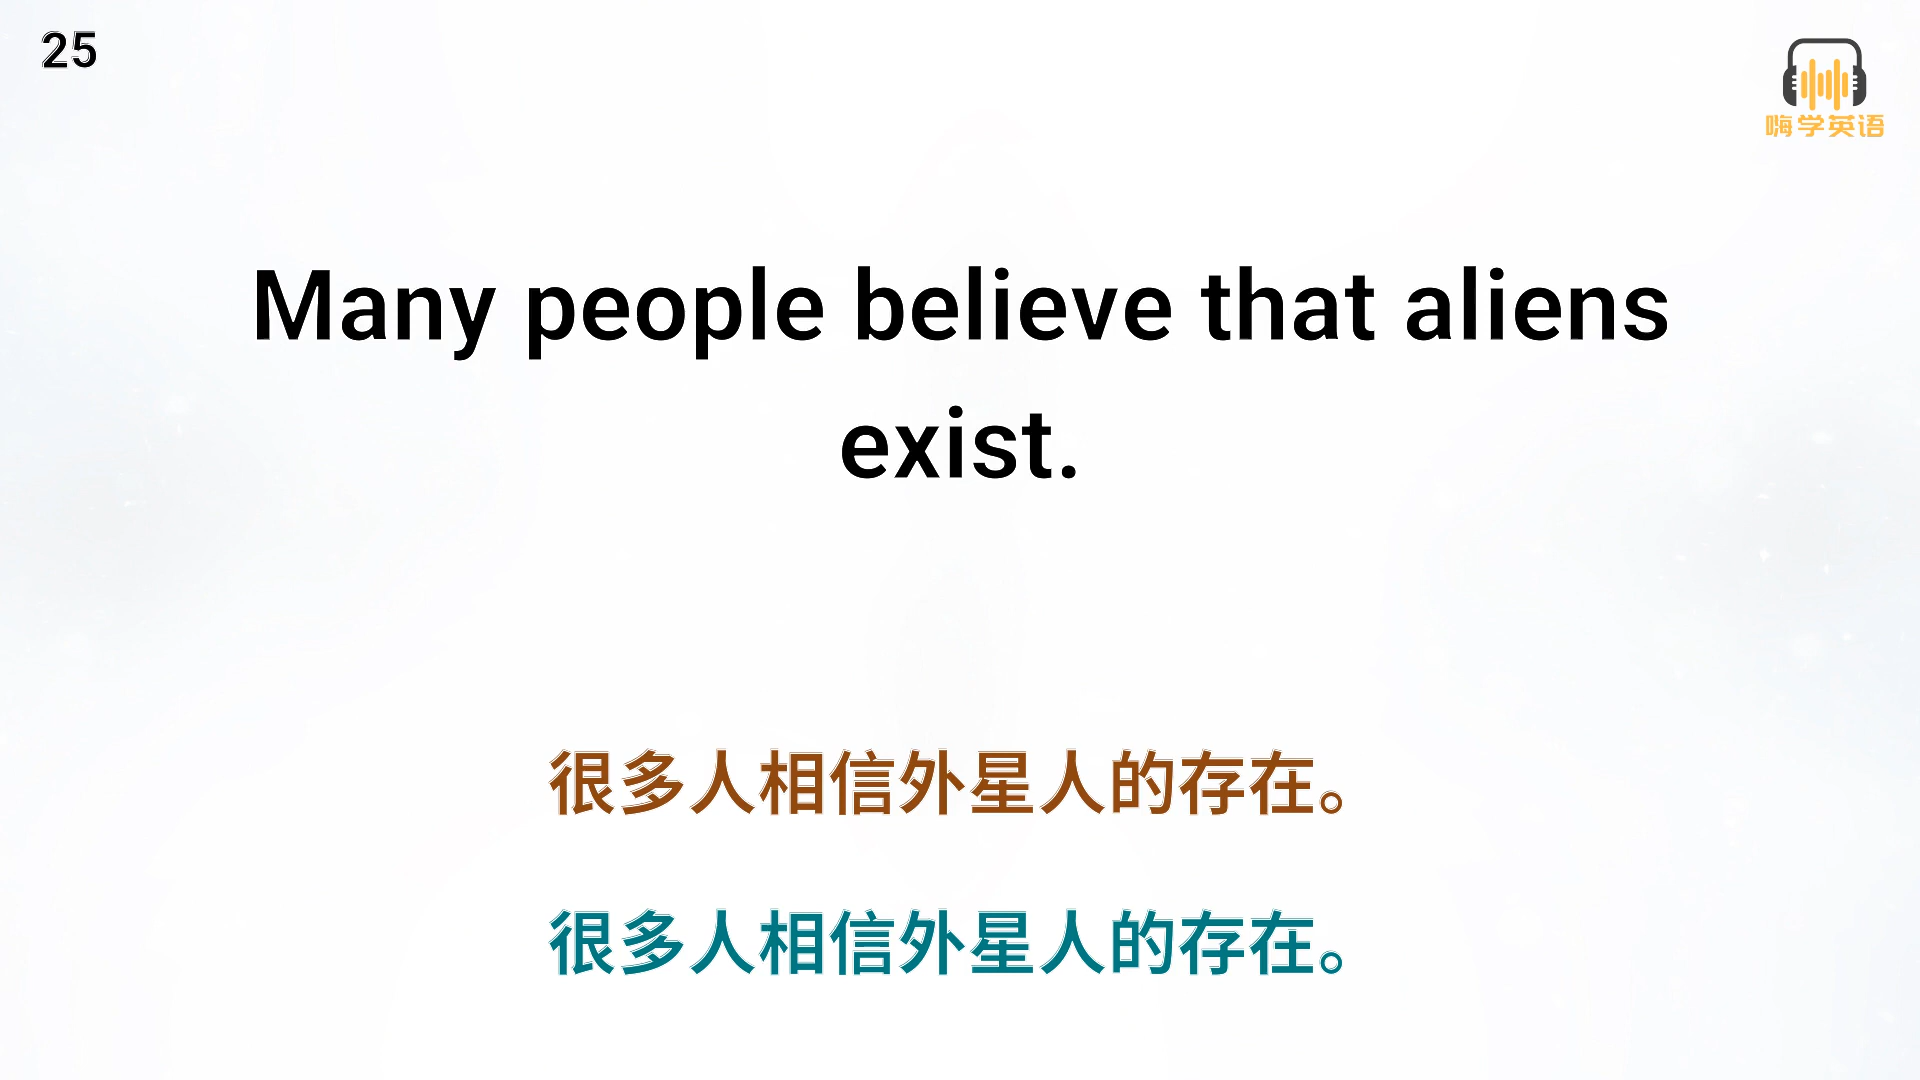 25
嗨学英语
Many people believe that aliens
exist.
很多人相信外星人的存在。
很多人相信外星人的存在。